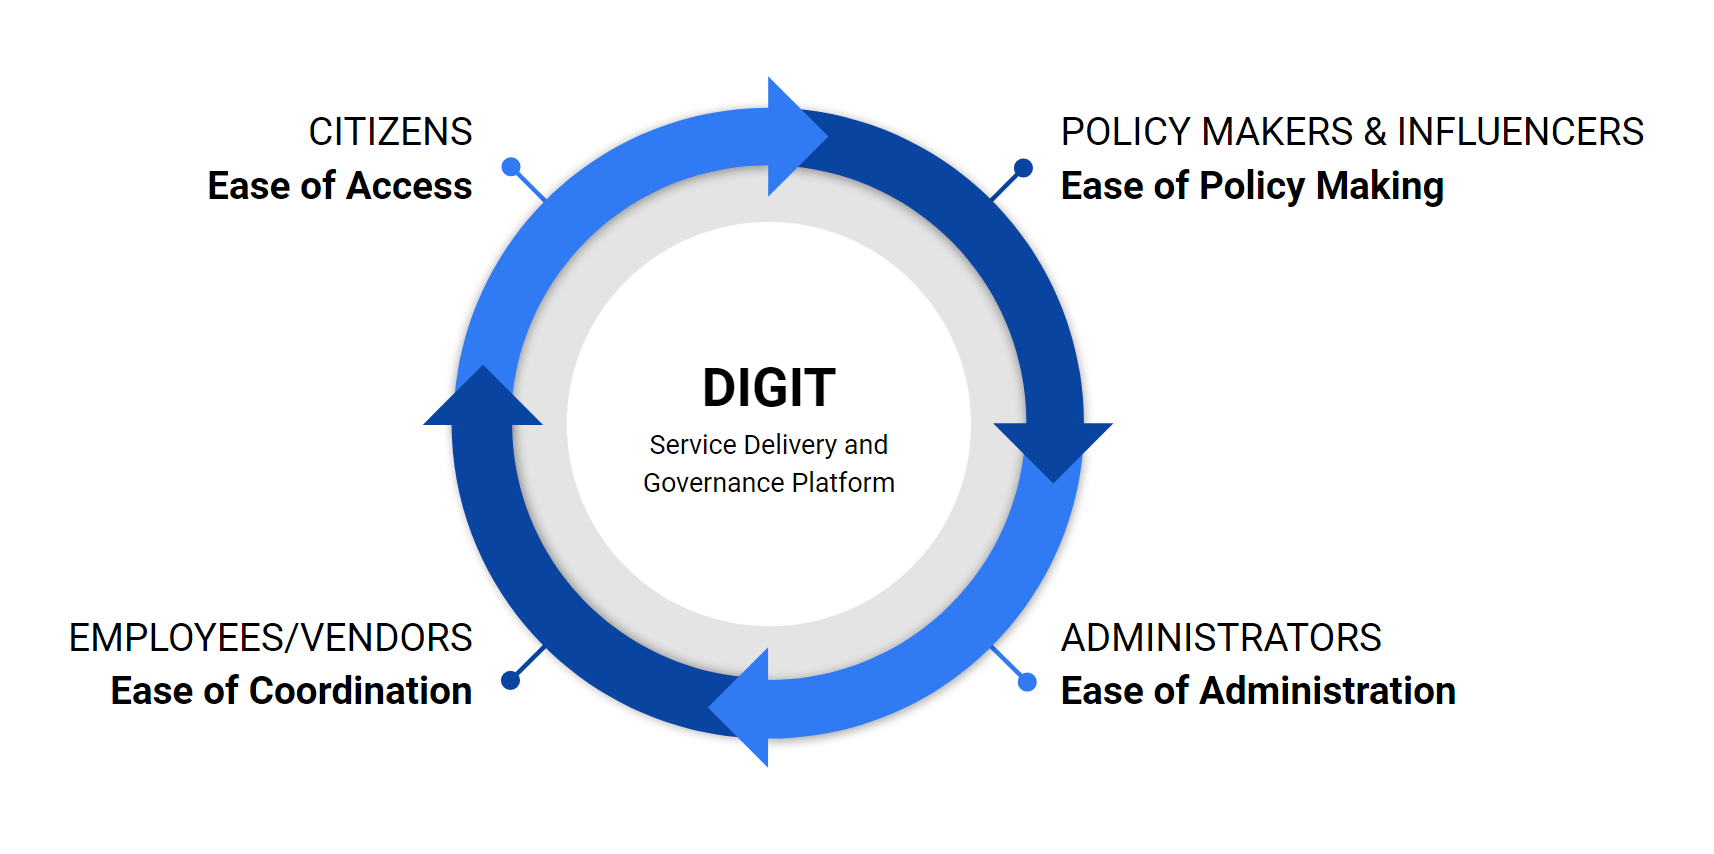 CITIZENS
Ease of Access
POLICY MAKERS & INFLUENCERS
Ease of Policy Making
DIGIT
Service Delivery and
Governance Platform
EMPLOYEES/VENDORS
Ease of Coordination
ADMINISTRATORS
Ease of Administration